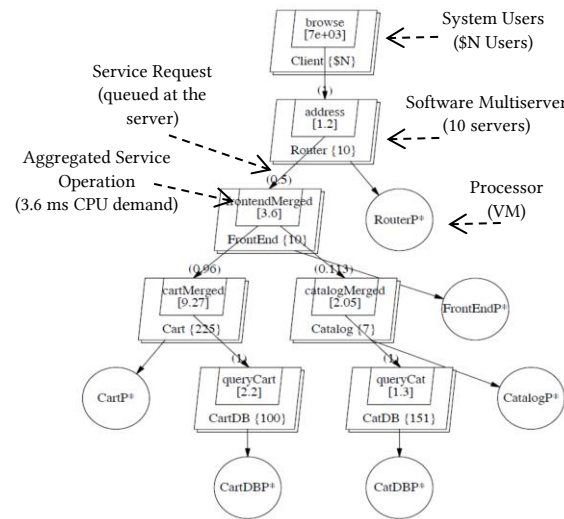 browse
[7e+03]
Client {$N}
System Users
($N Users)
(1)
Service Request
(queued at the
server)
address
[1.2]
Router {10}
Software Multiserver
(10 servers)
Aggregated Service
Operation
(3.6 ms CPU demand)
(0.5)
frontendMerged
[3.6]
FrontEnd {10}
RouterP*
Processor
(VM)
(0.96)
(0.113)
cartMerged
[9.27]
Cart {225}
catalogMerged
[2.05]
Catalog {7}
FrontEndP*
(1)
(1)
CartP*
queryCart
[2.2]
CartDB {100}
queryCat
[1.3]
CatDB {151}
CatalogP*
CartDBP*
CatDBP*